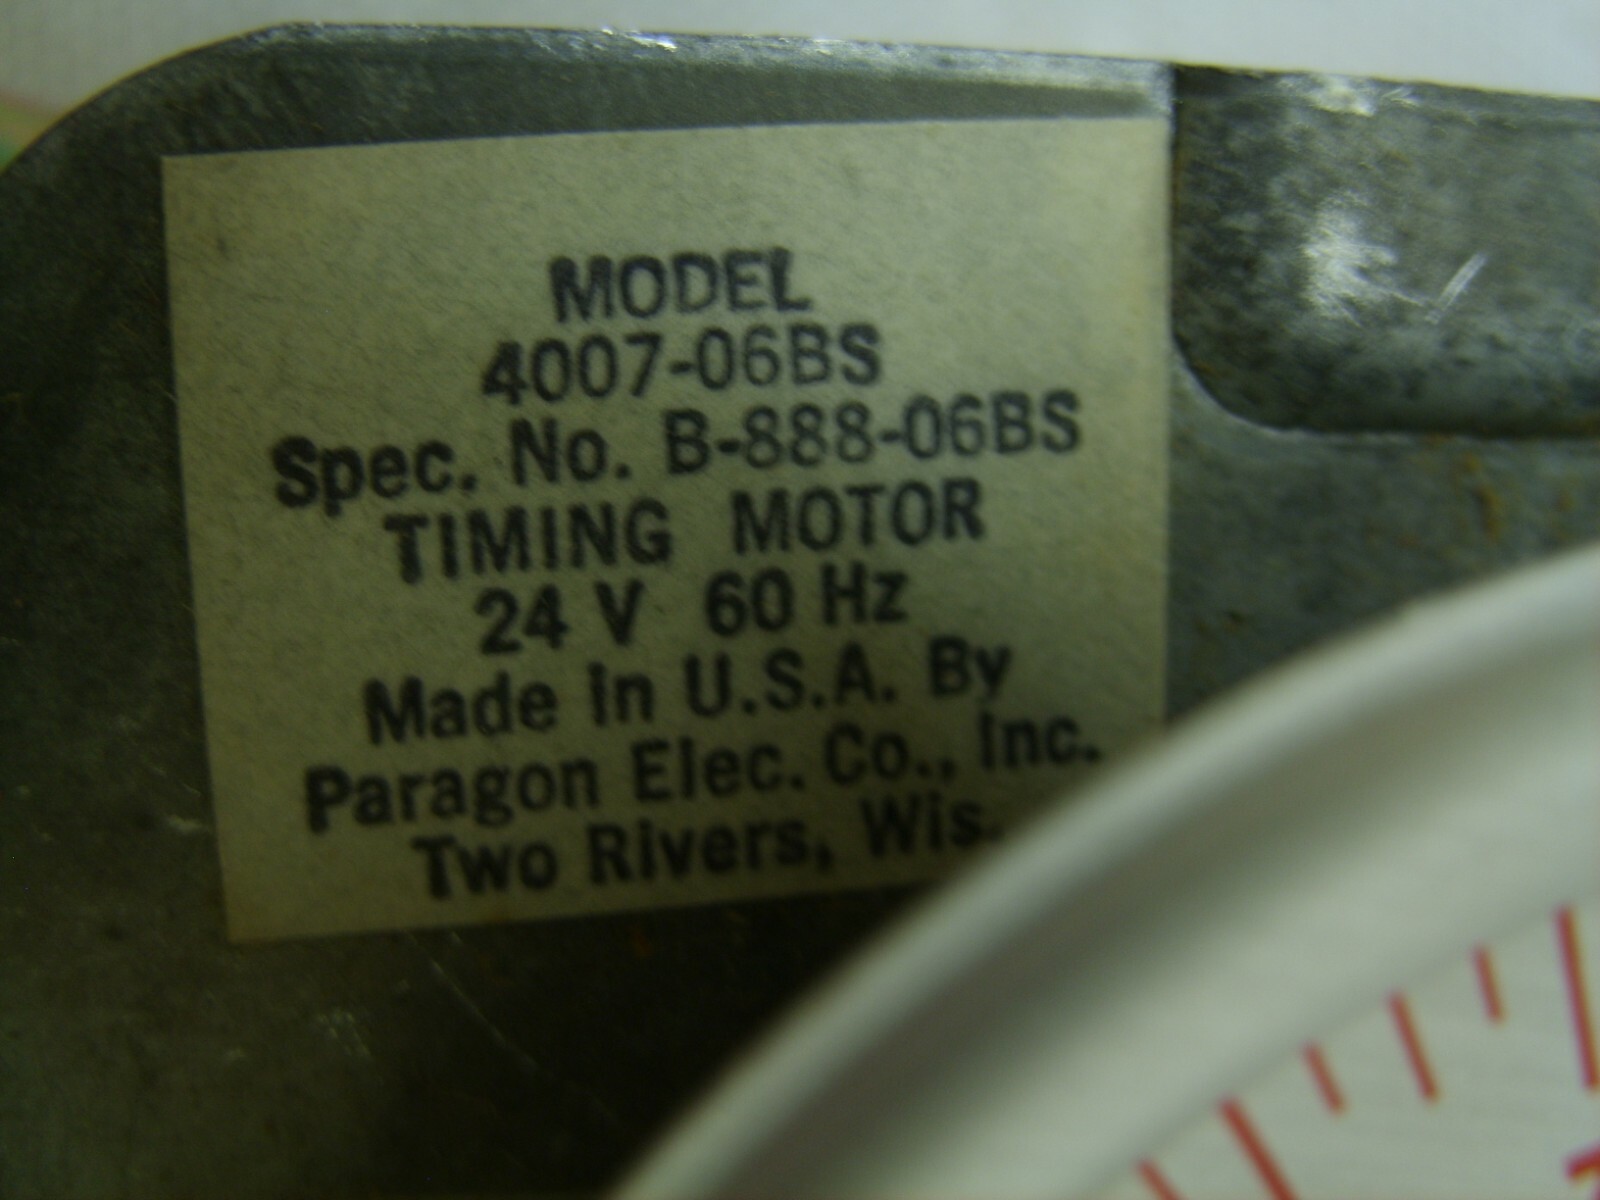 MODEL
4007-06BS
Spec. No. B-888-06BS
TIMING MOTOR
24 V 60 Hz
Made In U.S.A. By
Paragon Elec. Co., Inc.
Two Rivers, Wis.